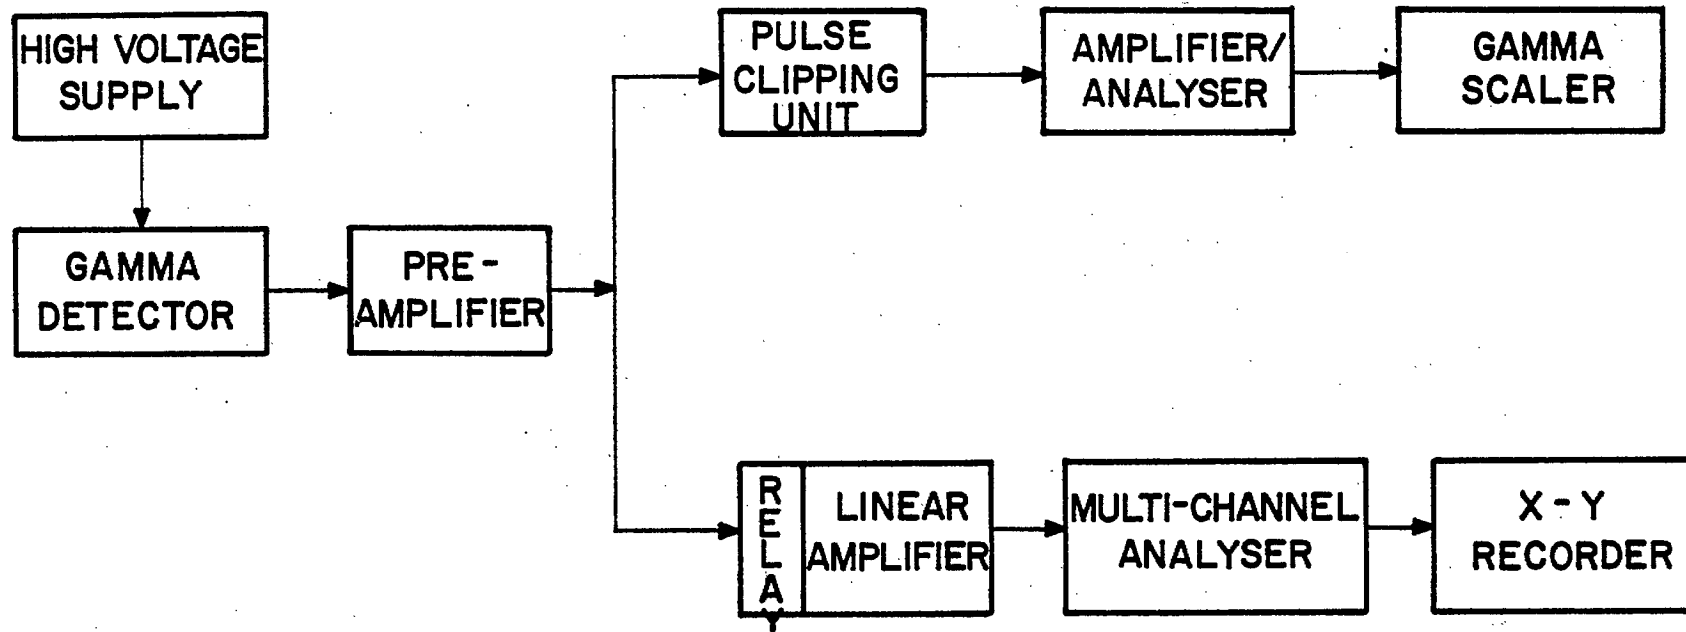 HIGH VOLTAGE
SUPPLY
PULSE
CLIPPING
UNIT
AMPLIFIER/
ANALYSER
GAMMA
SCALER
GAMMA
DETECTOR
PRE-
AMPLIFIER
RELAY
LINEAR
AMPLIFIER
MULTI-CHANNEL
ANALYSER
X-Y
RECORDER